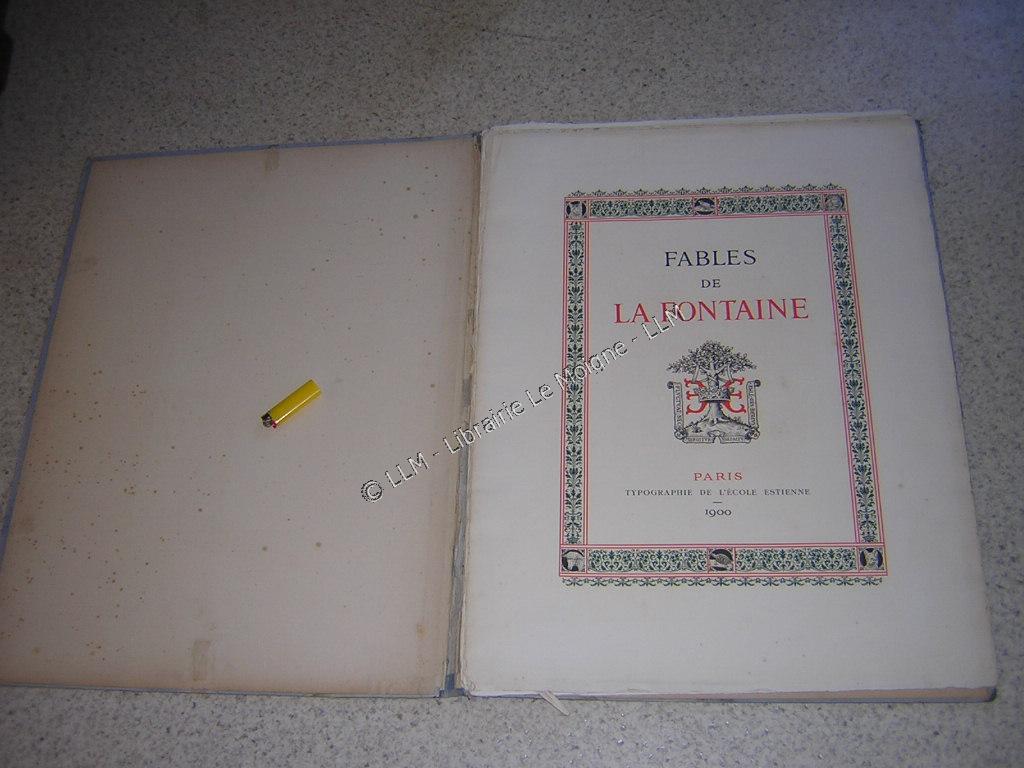 FABLES
DE
LA FONTAINE
PARIS
TYPOGRAPHIE DE L'ÉCOLE ESTIENNE
1900
© LLM - Librairie Le Moigne - LLM